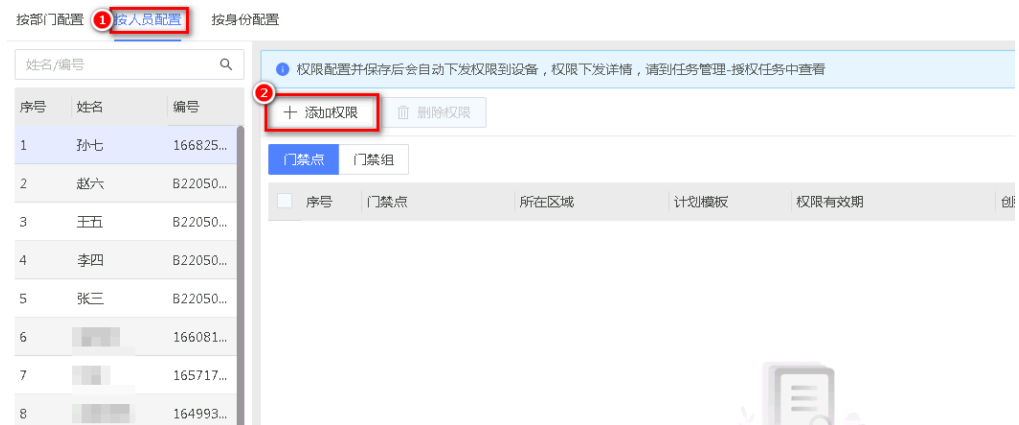 按部门配置 1 按人员配置 按身份配置
姓名/编号
权限配置并保存后会自动下发权限到设备，权限下发详情，请到任务管理-授权任务中查看
2
添加权限 删除权限
序号 姓名 编号
门禁点 门禁组
序号 门禁点 所在区域 计划模板 权限有效期
1 孙七 166825...
2 赵六 B22050...
3 王五 B22050...
4 李四 B22050...
5 张三 B22050...
6 166081...
7 165717...
8 164993...